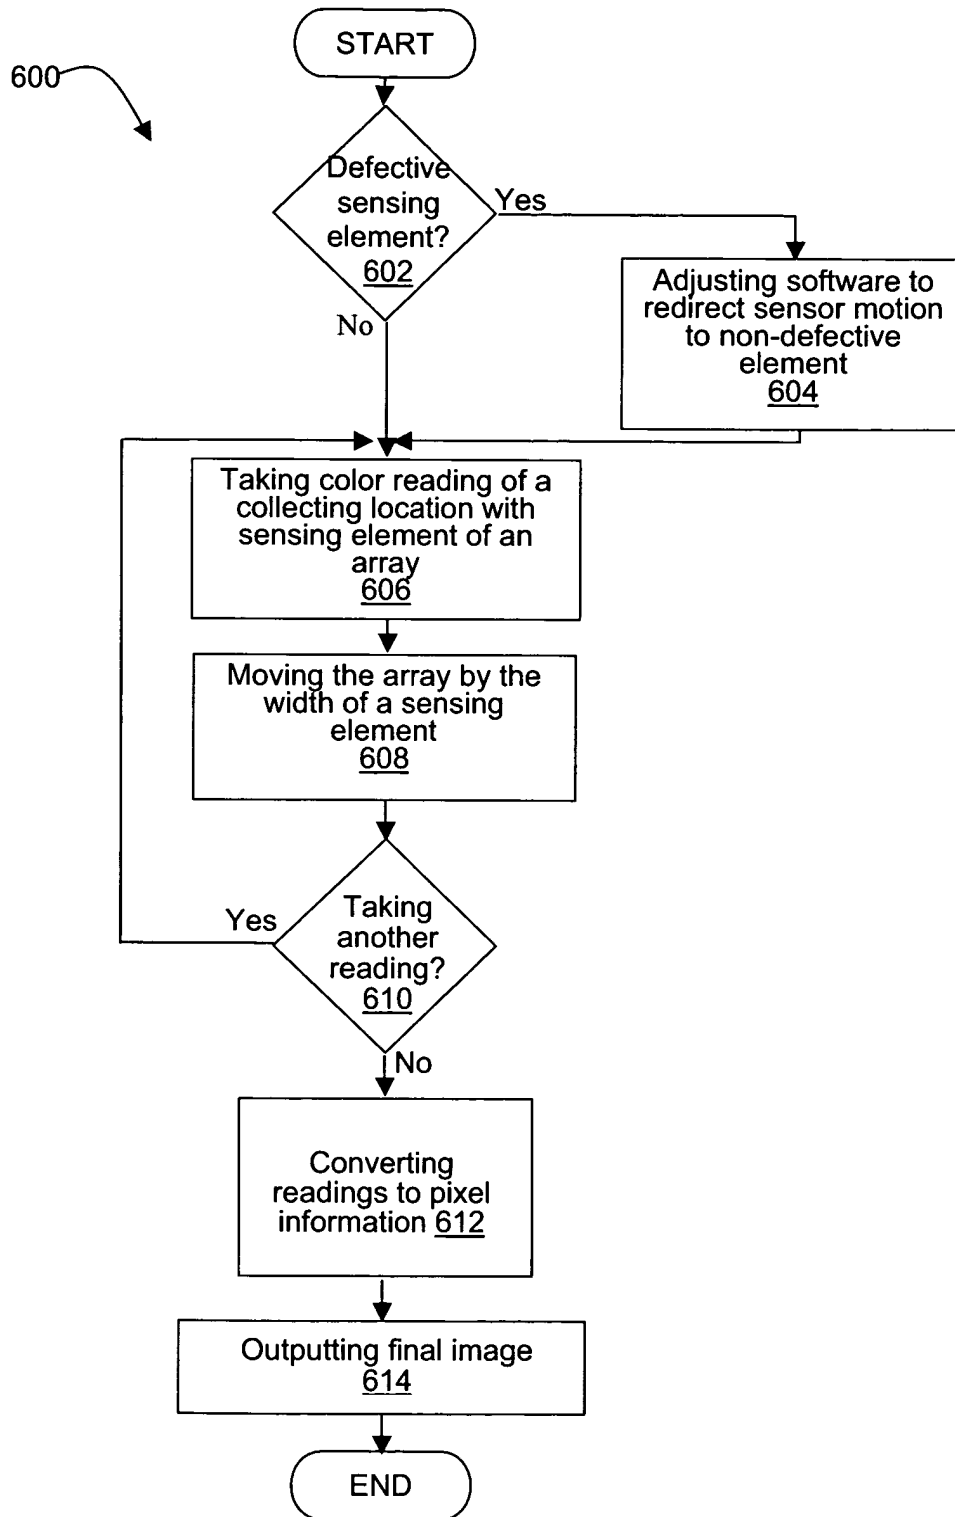 START
600
Defective
sensing
element?
602
Yes
No
Adjusting software to
redirect sensor motion
to non-defective
element
604
Taking color reading of a
collecting location with
sensing element of an
array
606
Moving the array by the
width of a sensing
element
608
Taking
another
reading?
610
Yes
No
Converting
readings to pixel
information 612
Outputting final image
614
END